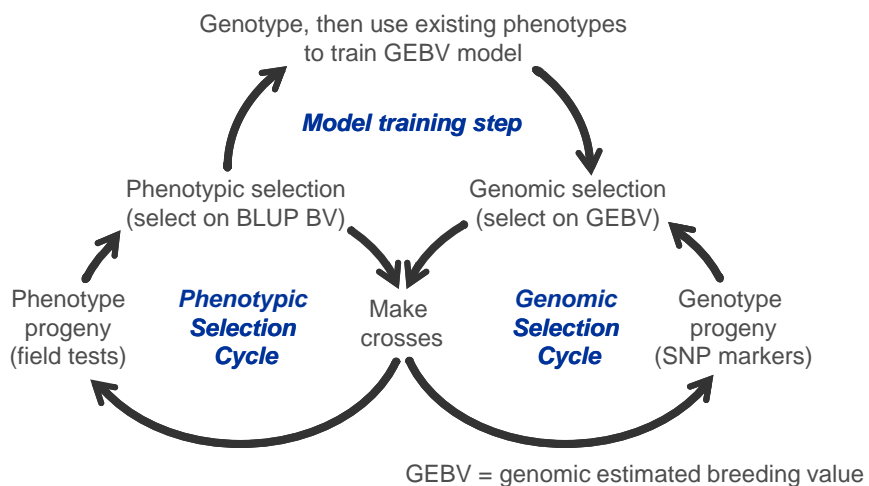 Genotype, then use existing phenotypes
to train GEBV model
Model training step
Phenotypic selection
(select on BLUP BV)
Genomic selection
(select on GEBV)
Phenotype
progeny
(field tests)
Phenotypic
Selection
Cycle
Make
crosses
Genomic
Selection
Cycle
Genotype
progeny
(SNP markers)
GEBV = genomic estimated breeding value